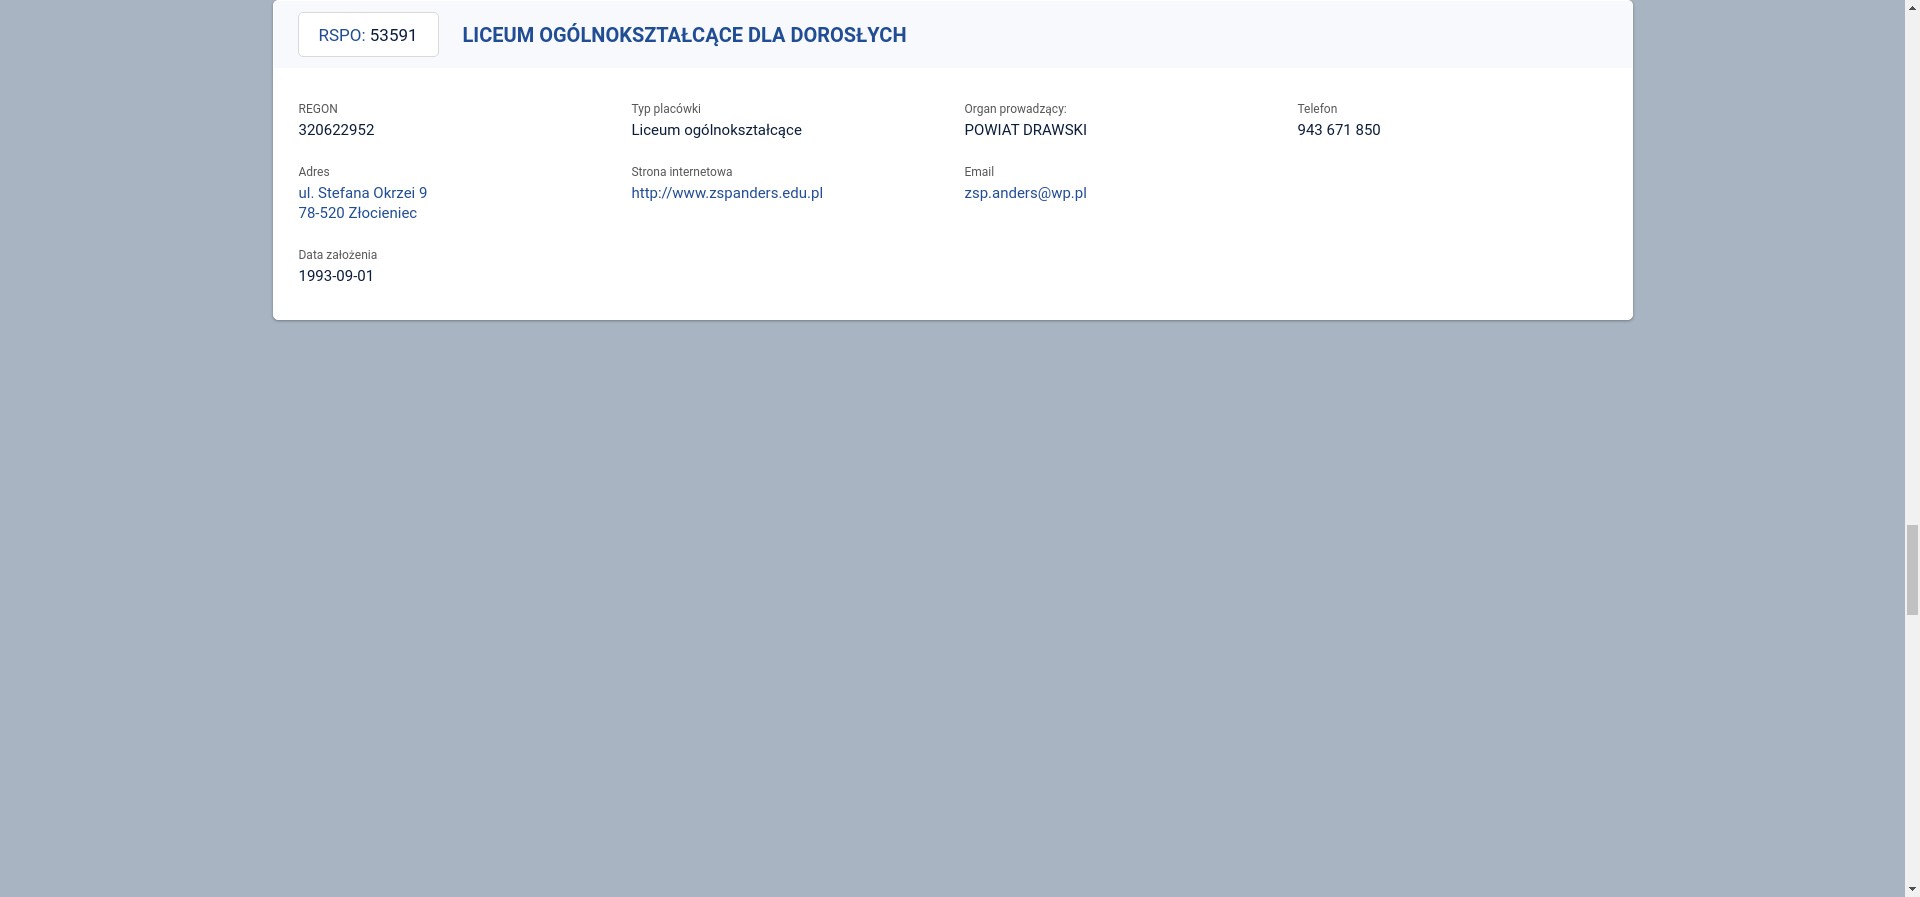 RSPO: 53591
LICEUM OGÓLNOKSZTAŁCĄCE DLA DOROSŁYCH
REGON
320622952
Typ placówki
Liceum ogólnokształcące
Organ prowadzący:
POWIAT DRAWSKI
Telefon
943 671 850
Adres
ul. Stefana Okrzei 9
78-520 Złocieniec
Strona internetowa
http://www.zspanders.edu.pl
Email
zsp.anders@wp.pl
Data założenia
1993-09-01